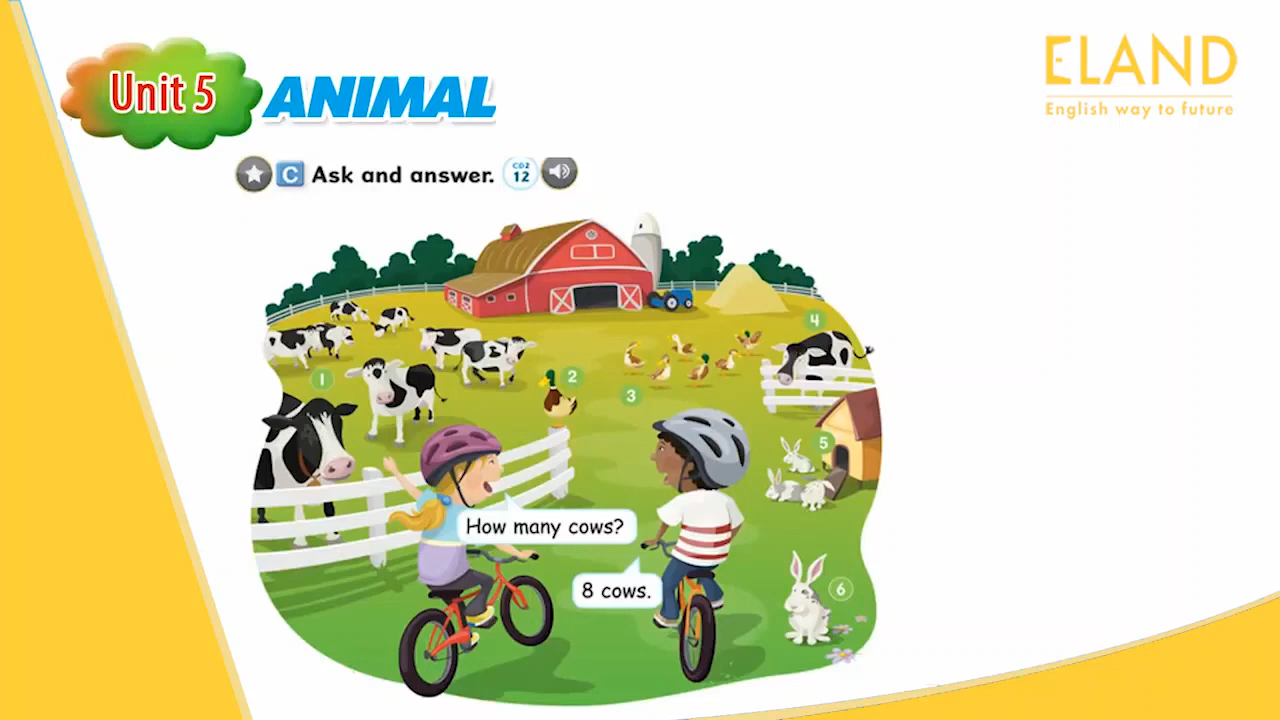 Unit 5
ANIMAL
ELAND
English way to future
C Ask and answer. CD2 12
1
2
3
4
5
6
How many cows?
8 cows.